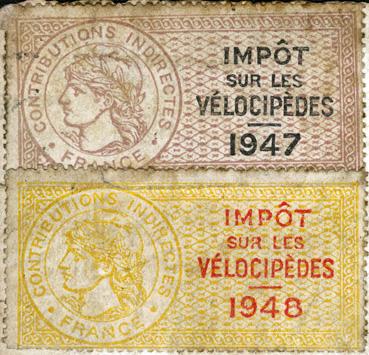 CONTRIBUTIONS INDIRECTES
• FRANCE •
IMPÔT
SUR LES
VÉLOCIPÈDES
1947
CONTRIBUTIONS INDIRECTES
• FRANCE •
IMPÔT
SUR LES
VÉLOCIPÈDES
1948